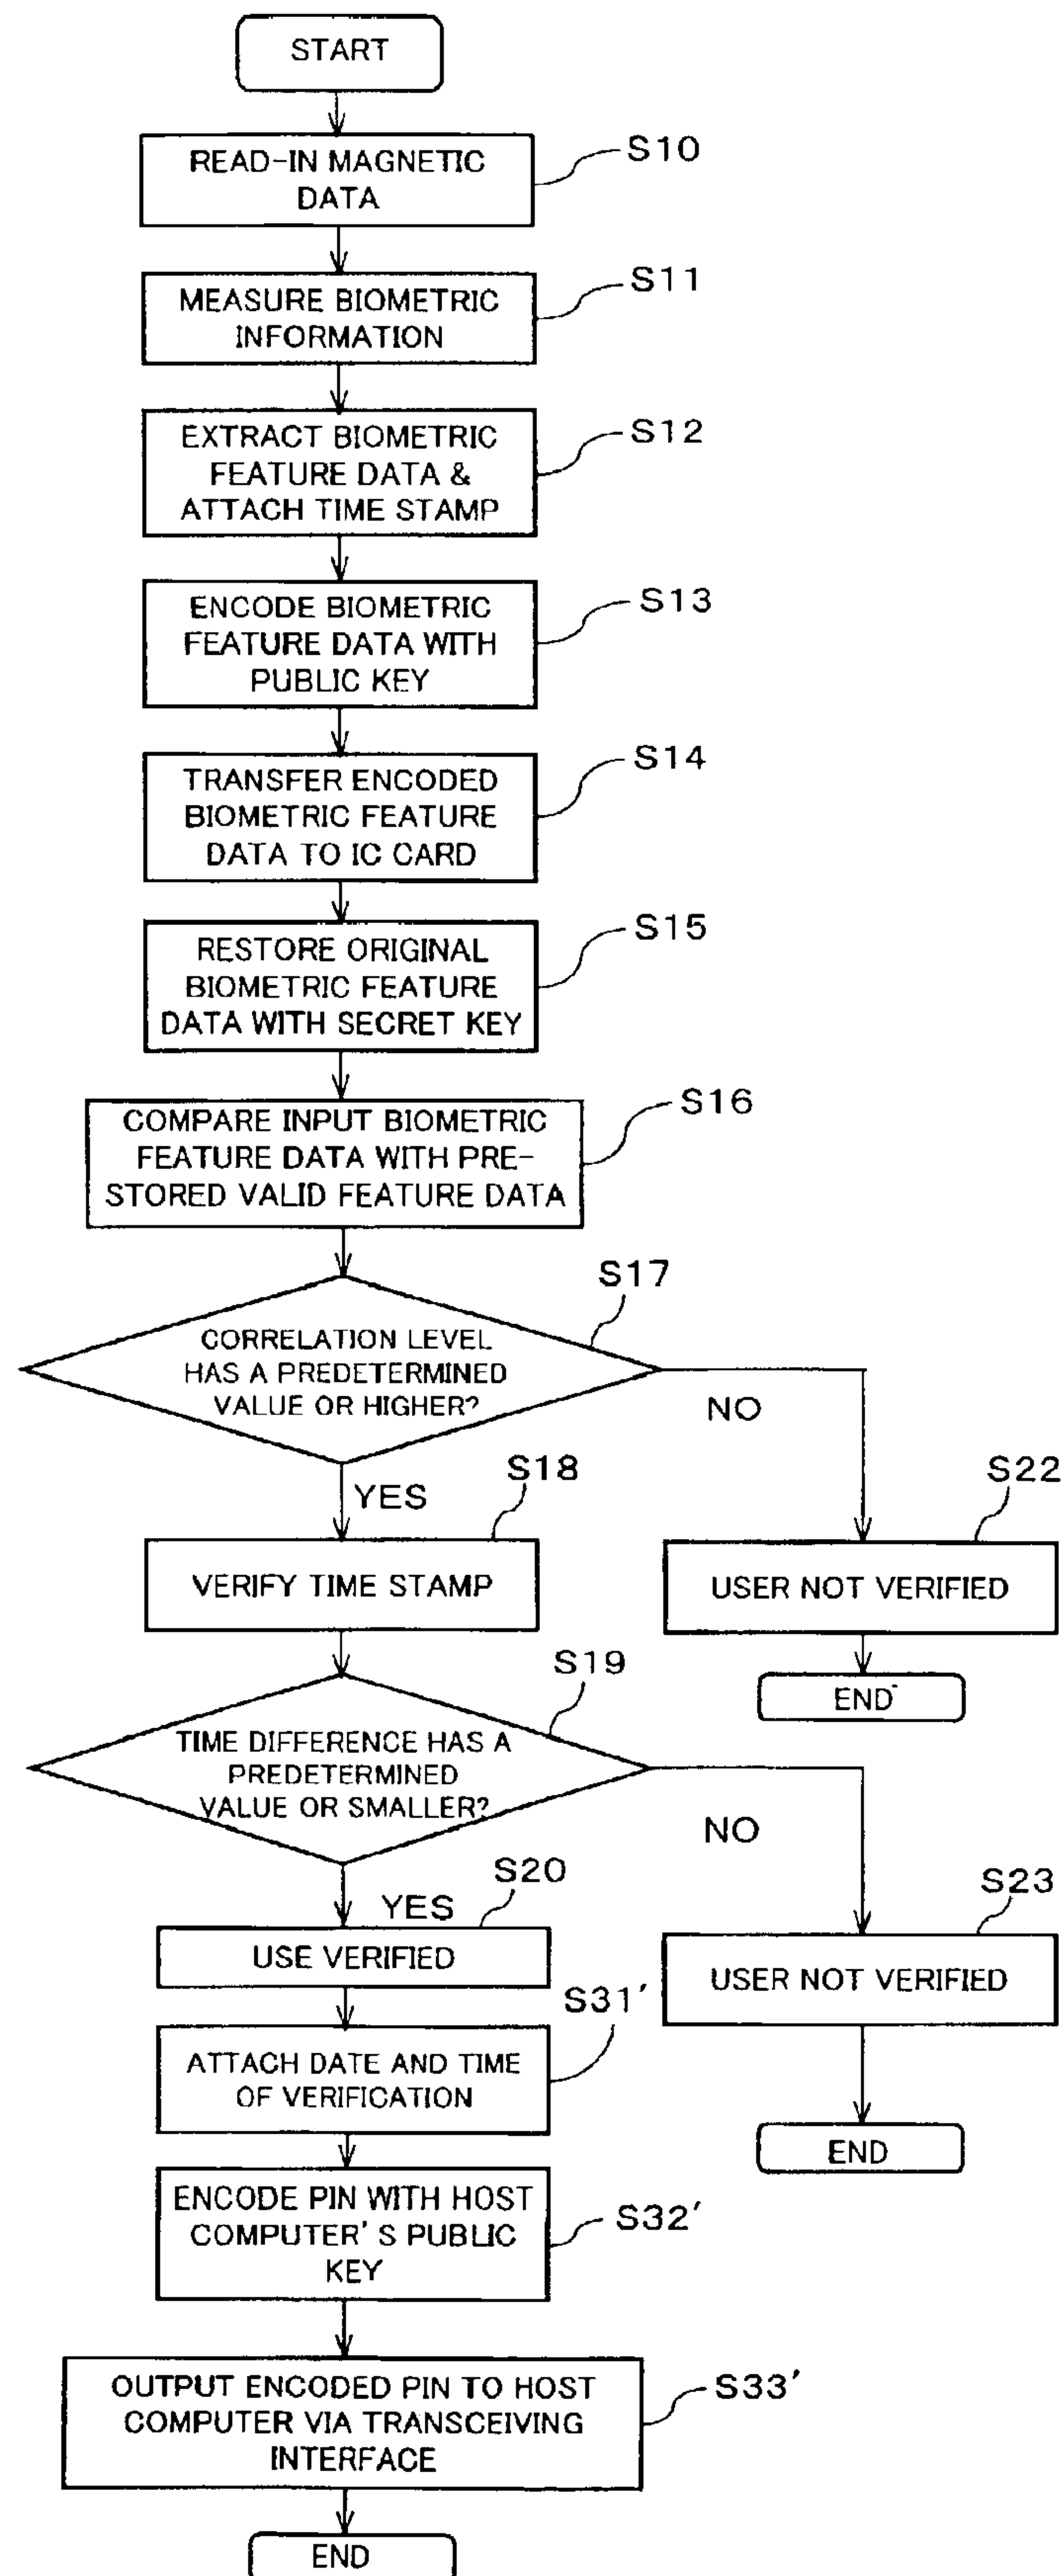 START
READ-IN MAGNETIC
DATA
S10
MEASURE BIOMETRIC
INFORMATION
S11
EXTRACT BIOMETRIC
FEATURE DATA &
ATTACH TIME STAMP
S12
ENCODE BIOMETRIC
FEATURE DATA WITH
PUBLIC KEY
S13
TRANSFER ENCODED
BIOMETRIC FEATURE
DATA TO IC CARD
S14
RESTORE ORIGINAL
BIOMETRIC FEATURE
DATA WITH SECRET KEY
S15
COMPARE INPUT BIOMETRIC
FEATURE DATA WITH PRE-
STORED VALID FEATURE DATA
S16
CORRELATION LEVEL
HAS A PREDETERMINED
VALUE OR HIGHER?
S17
NO
YES
S18
VERIFY TIME STAMP
S22
USER NOT VERIFIED
END
S19
TIME DIFFERENCE HAS A
PREDETERMINED
VALUE OR SMALLER?
NO
YES
S20
USE VERIFIED
S23
USER NOT VERIFIED
END
S31'
ATTACH DATE AND TIME
OF VERIFICATION
ENCODE PIN WITH HOST
COMPUTER'S PUBLIC
KEY
S32'
OUTPUT ENCODED PIN TO HOST
COMPUTER VIA TRANSCEIVING
INTERFACE
S33'
END